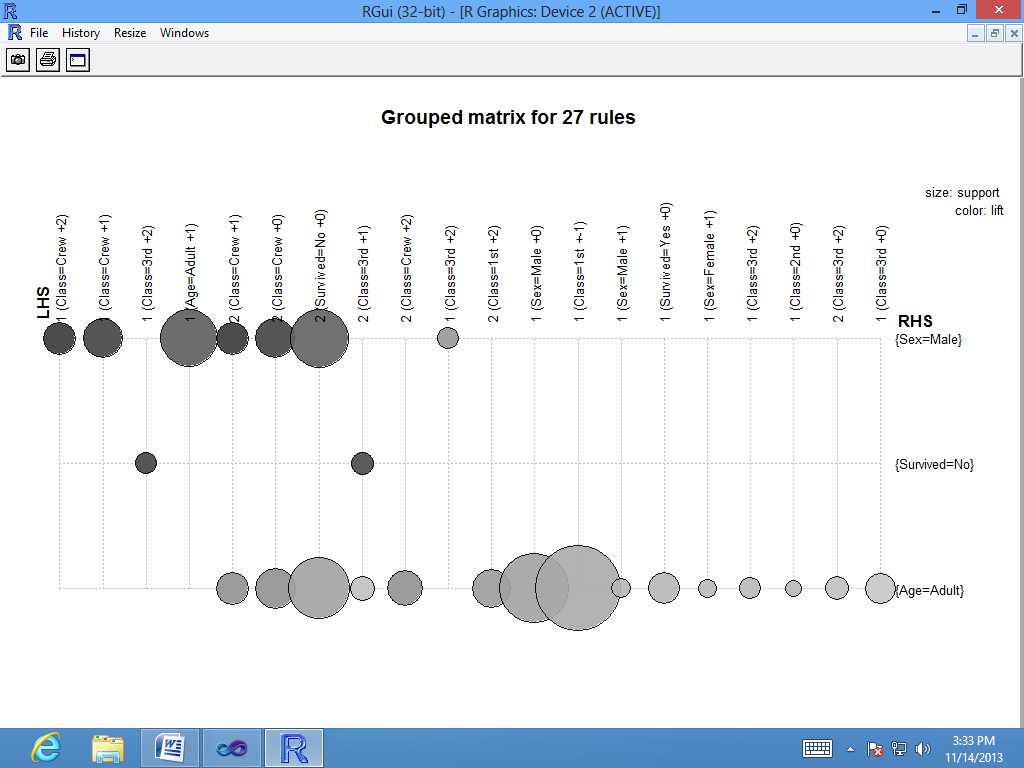 RGui (32-bit) - [R Graphics: Device 2 (ACTIVE)]
File History Resize Windows
Grouped matrix for 27 rules
size: support
color: lift
LHS
1 (Class=Crew +2)
1 (Class=Crew +1)
1 (Class=3rd +2)
1 (Age=Adult +1)
2 (Class=Crew +1)
2 (Class=Crew +0)
2 (Survived=No +0)
2 (Class=3rd +1)
2 (Class=Crew +2)
1 (Class=3rd +2)
2 (Class=1st +2)
1 (Sex=Male +0)
1 (Class=1st +-1)
1 (Sex=Male +1)
1 (Survived=Yes +0)
1 (Sex=Female +1)
1 (Class=3rd +2)
1 (Class=2nd +0)
2 (Class=3rd +2)
1 (Class=3rd +0)
RHS
{Sex=Male}
{Survived=No}
{Age=Adult}
3:33 PM
11/14/2013